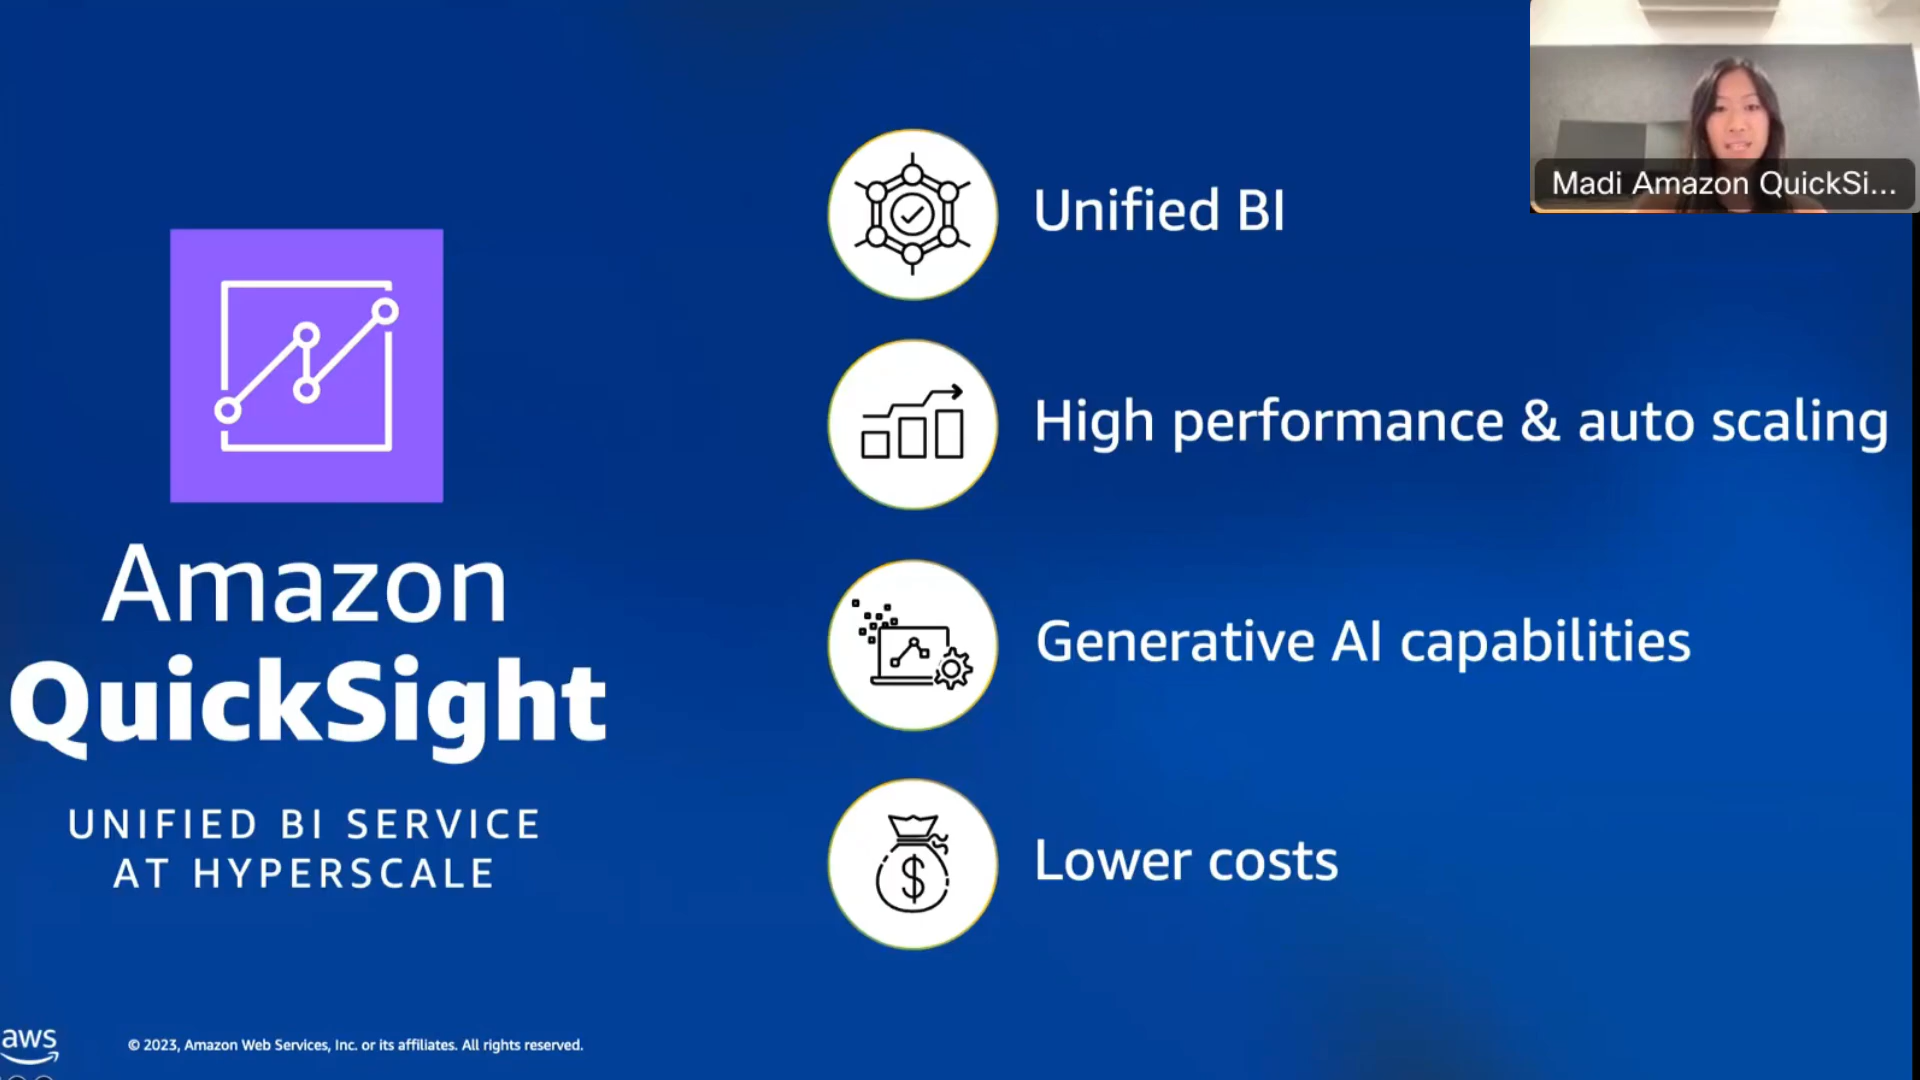 Amazon
QuickSight
UNIFIED BI SERVICE
AT HYPERSCALE
Unified BI
High performance & auto scaling
Generative AI capabilities
$
Lower costs
Madi Amazon QuickSi...
aws
© 2023, Amazon Web Services, Inc. or its affiliates. All rights reserved.